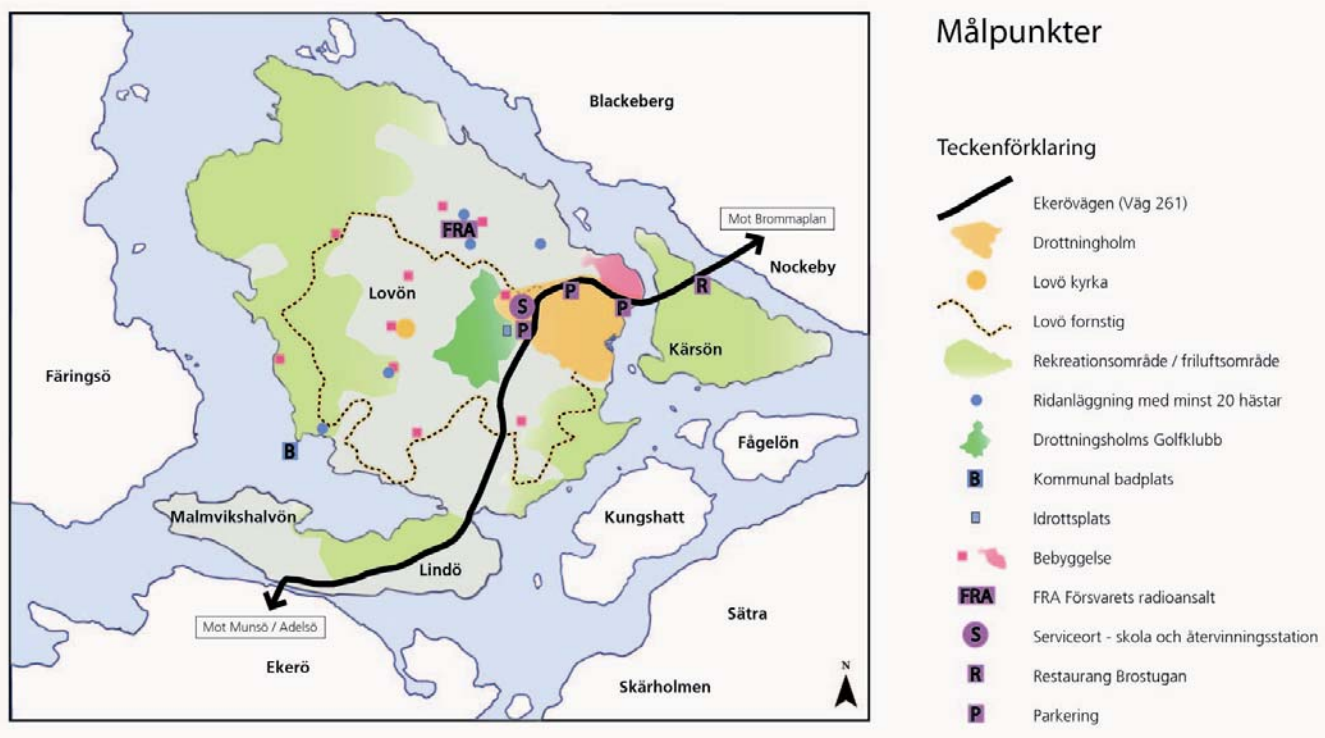 Målpunkter
Blackeberg
Teckenförklaring
Ekerövägen (Väg 261)
Mot Brommaplan
FRA
Drottningholm
Nockeby
Lovö kyrka
Lovön
R
P
S
P
P
Lovö fornstig
Kärsön
Rekreationsområde / friluftsområde
Färingsö
Ridanläggning med minst 20 hästar
B
Fågelön
Drottningsholms Golfklubb
B
Kommunal badplats
Malmvikshalvön
Kungshatt
Idrottsplats
Lindö
Bebyggelse
FRA
FRA Försvarets radioansalt
Mot Munsö / Adelsö
Sätra
S
Serviceort - skola och återvinningsstation
Ekerö
N
R
Restaurang Brostugan
Skärholmen
P
Parkering